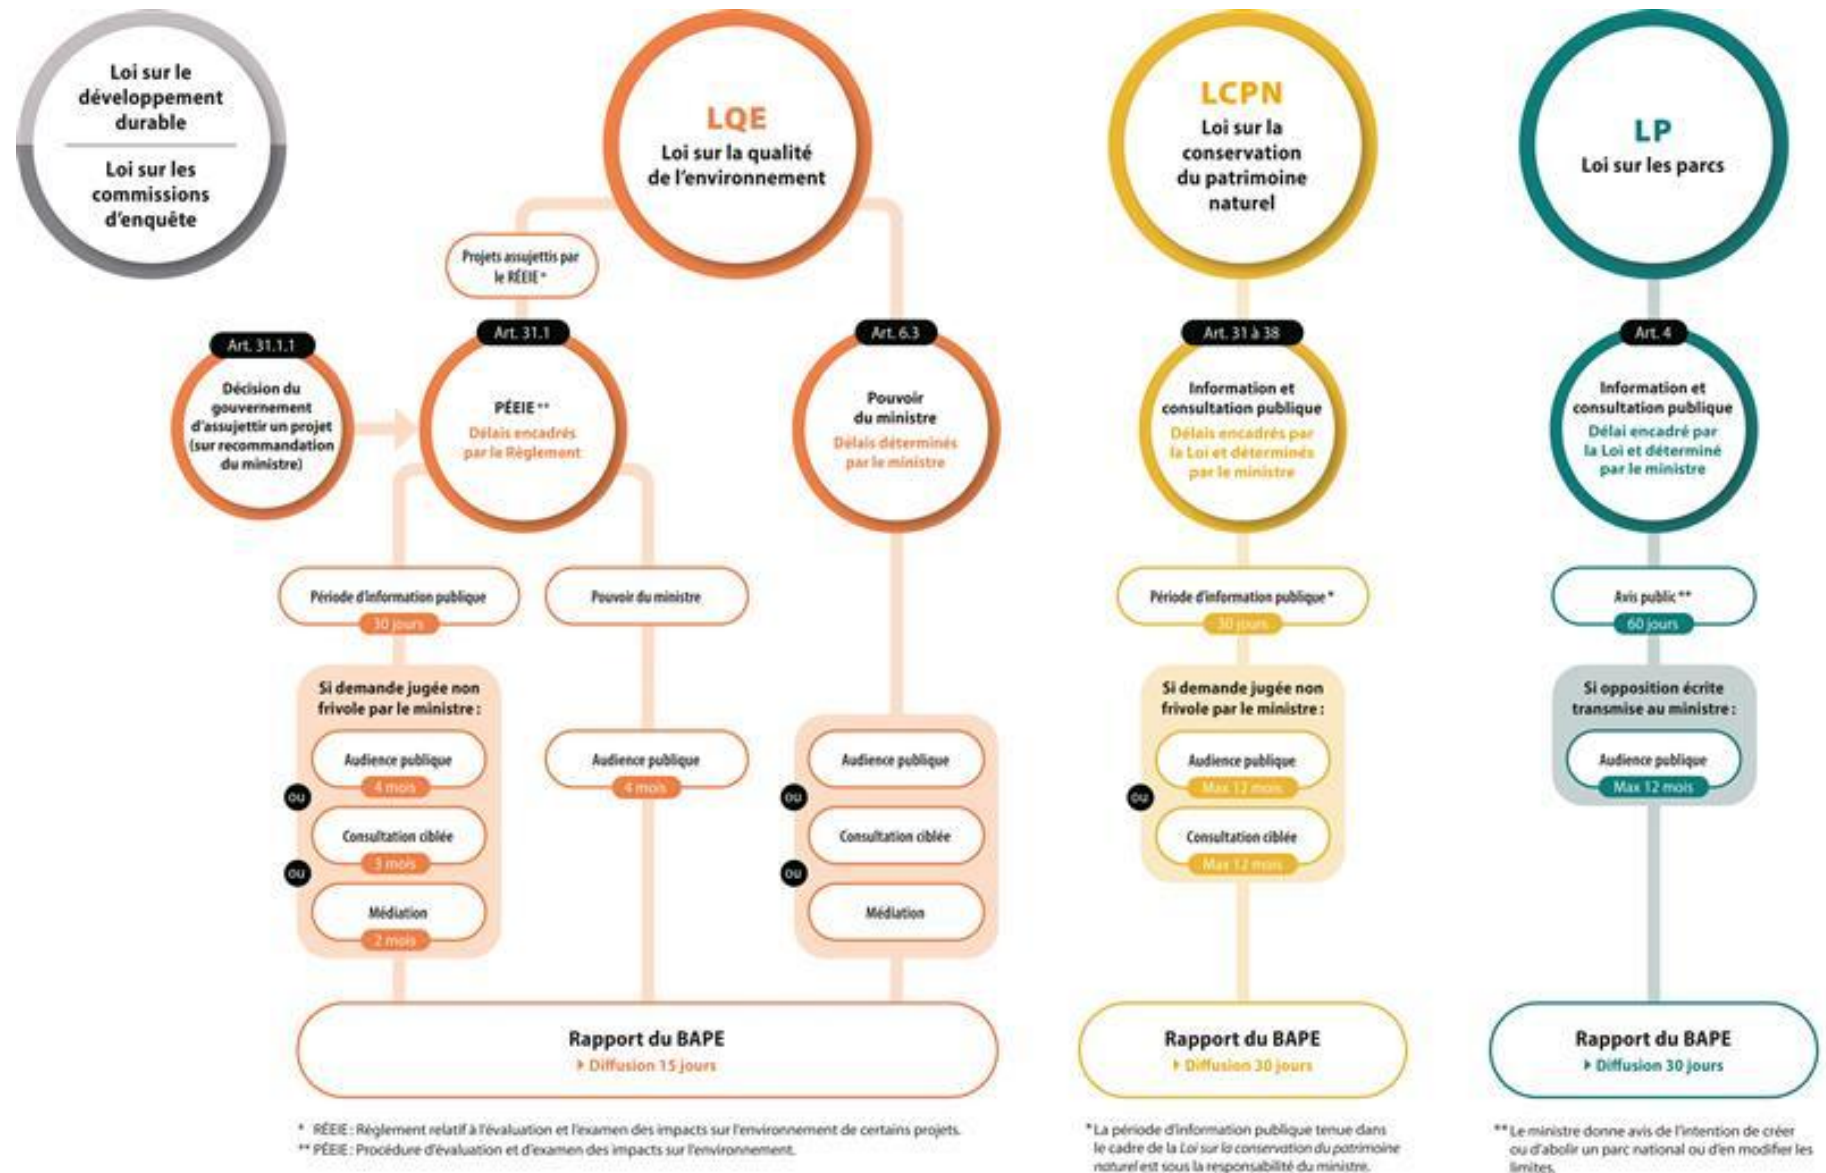 Loi sur le
développement
durable
Loi sur les
commissions
d'enquête
LQE
Loi sur la qualité
de l'environnement
Projets assujettis par
le RÉEIE *
Art. 31.1.1
Décision du
gouvernement
d'assujettir un projet
(sur recommandation
du ministre)
Art. 31.1
PÉEIE **
Délais encadrés
par le Règlement
Art. 6.3
Pouvoir
du ministre
Délais déterminés
par le ministre
Période d'information publique
30 jours
Pouvoir du ministre
Si demande jugée non
frivole par le ministre :
Audience publique
4 mois
ou
Consultation ciblée
3 mois
ou
Médiation
2 mois
Audience publique
4 mois
Audience publique
ou
Consultation ciblée
ou
Médiation
Rapport du BAPE
Diffusion 15 jours
* RÉEIE : Règlement relatif à l'évaluation et l'examen des impacts sur l'environnement de certains projets.
** PÉEIE : Procédure d'évaluation et d'examen des impacts sur l'environnement.
LCPN
Loi sur la
conservation
du patrimoine
naturel
Art. 31 à 38
Information et
consultation publique
Délais encadrés par
la Loi et déterminés
par le ministre
Période d'information publique *
30 jours
Si demande jugée non
frivole par le ministre :
Audience publique
Max 12 mois
ou
Consultation ciblée
Max 12 mois
Rapport du BAPE
Diffusion 30 jours
* La période d'information publique tenue dans
le cadre de la Loi sur la conservation du patrimoine
naturel est sous la responsabilité du ministre.
LP
Loi sur les parcs
Art. 4
Information et
consultation publique
Délai encadré par
la Loi et déterminé
par le ministre
Avis public **
60 jours
Si opposition écrite
transmise au ministre :
Audience publique
Max 12 mois
Rapport du BAPE
Diffusion 30 jours
** Le ministre donne avis de l'intention de créer
ou d'abolir un parc national ou d'en modifier les
limites.